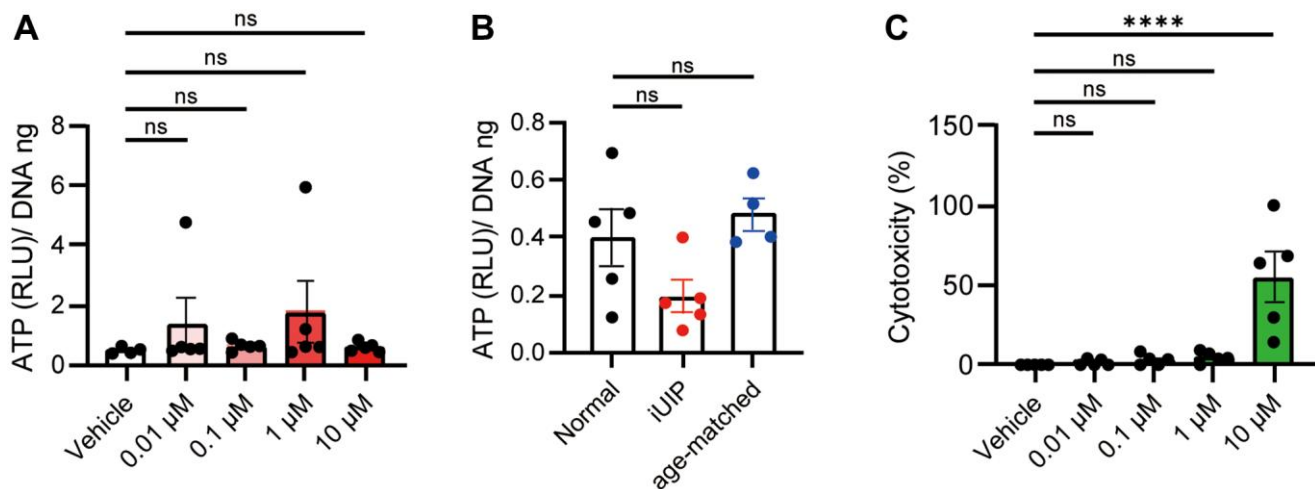 A
ns
ns
ns
ns
ATP (RLU)/ DNA ng
8
6
4
2
0
Vehicle
0.01 µM
0.1 µM
1 µM
10 µM
B
ns
ns
ATP (RLU)/ DNA ng
0.8
0.6
0.4
0.2
0.0
Normal
iUIP
age-matched
C
****
ns
ns
ns
Cytotoxicity (%)
150
100
50
0
Vehicle
0.01 µM
0.1 µM
1 µM
10 µM